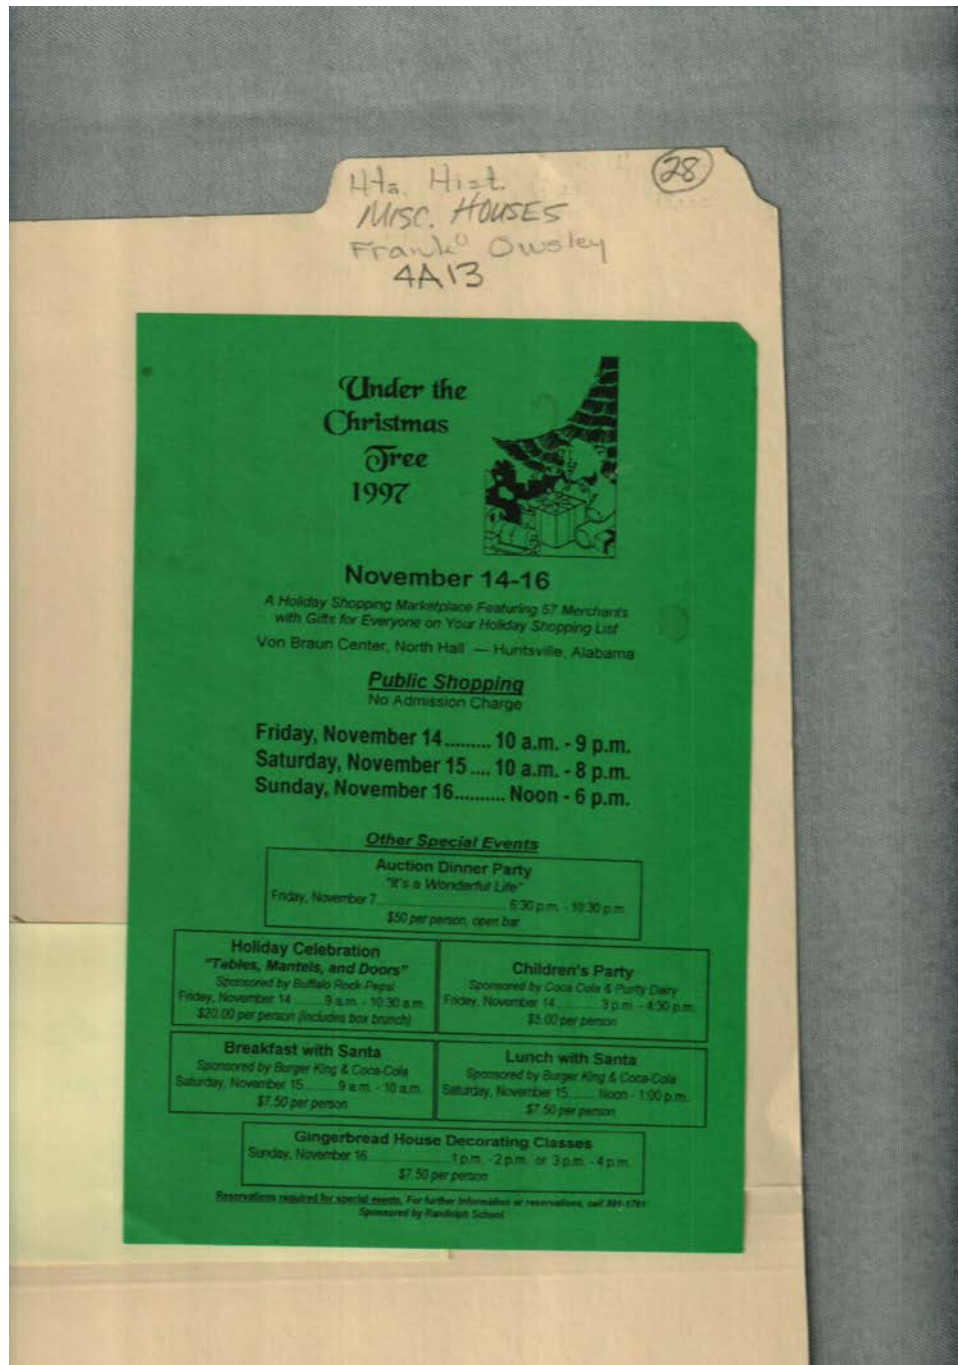 28
Hts. Hist.
MISC. HOUSES
Frank Owsley
4A13
Under the
Christmas
Tree
1997
November 14-16
A Holiday Shopping Marketplace Featuring 57 Merchants
with Gifts for Everyone on Your Holiday Shopping List
Von Braun Center, North Hall — Huntsville, Alabama
Public Shopping
No Admission Charge
Friday, November 14......... 10 a.m. - 9 p.m.
Saturday, November 15 .... 10 a.m. - 8 p.m.
Sunday, November 16.......... Noon - 6 p.m.
Other Special Events
Auction Dinner Party
"It's a Wonderful Life"
Friday, November 7.............................. 6:30 p.m. - 10:30 p.m.
$50 per person, open bar
Holiday Celebration
"Tables, Mantels, and Doors"
Sponsored by Buffalo Rock-Pepsi
Friday, November 14 ........9 a.m. - 10:30 a.m.
$20.00 per person (includes box brunch)
Children's Party
Sponsored by Coca Cola & Purity Dairy
Friday, November 14............3 p.m. - 4:30 p.m.
$5.00 per person
Breakfast with Santa
Sponsored by Burger King & Coca-Cola
Saturday, November 15.........9 a.m. - 10 a.m.
$7.50 per person
Lunch with Santa
Sponsored by Burger King & Coca-Cola
Saturday, November 15........Noon - 1:00 p.m.
$7.50 per person
Gingerbread House Decorating Classes
Sunday, November 16......................1 p.m. - 2 p.m. or 3 p.m. - 4 p.m.
$7.50 per person
Reservations required for special events. For further information or reservations, call 881-1701
Sponsored by Randolph School